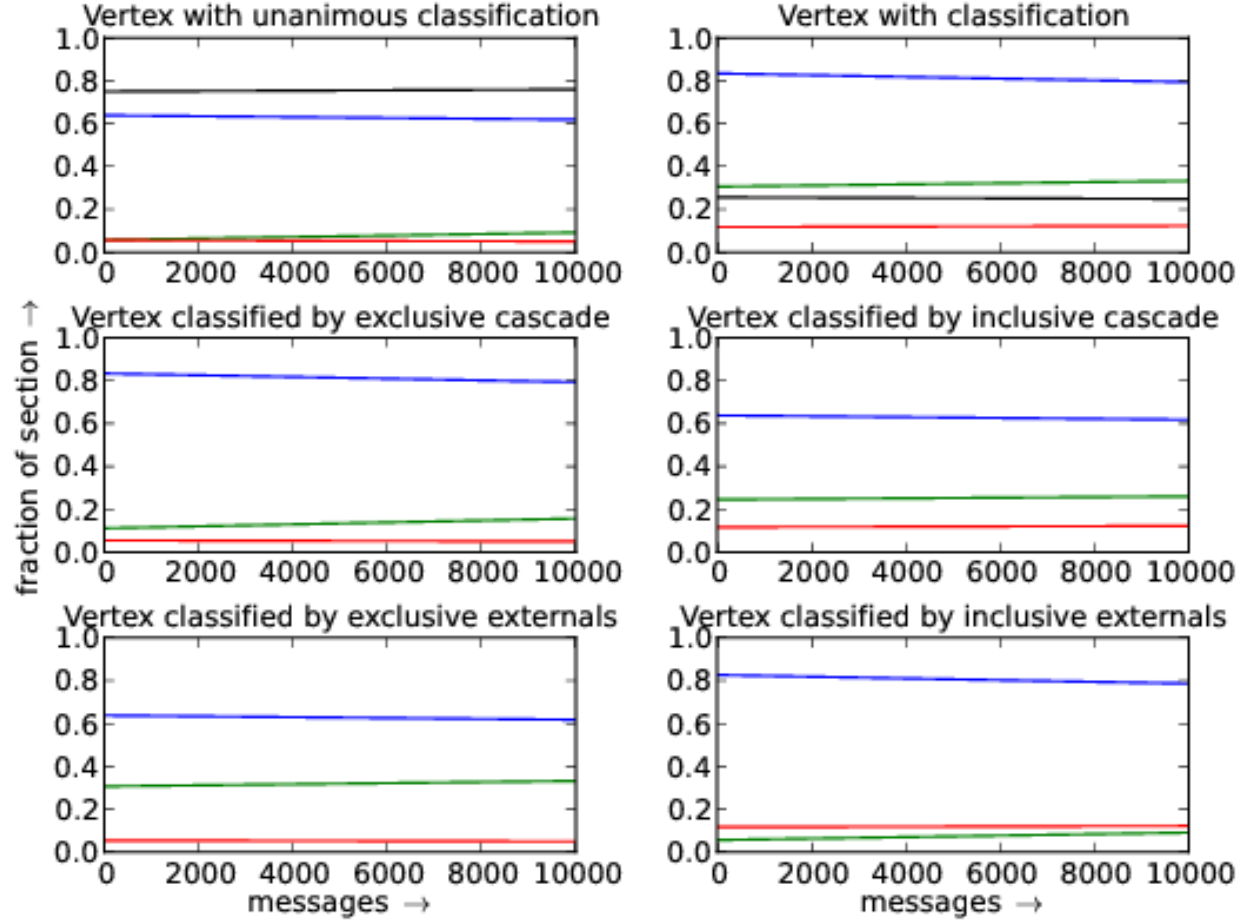 Vertex with unanimous classification
Vertex with classification
1.0
0.8
0.6
0.4
0.2
0.0
0 2000 4000 6000 8000 10000
1.0
0.8
0.6
0.4
0.2
0.0
0 2000 4000 6000 8000 10000
fraction of section →
Vertex classified by exclusive cascade
Vertex classified by inclusive cascade
1.0
0.8
0.6
0.4
0.2
0.0
0 2000 4000 6000 8000 10000
1.0
0.8
0.6
0.4
0.2
0.0
0 2000 4000 6000 8000 10000
Vertex classified by exclusive externals
Vertex classified by inclusive externals
1.0
0.8
0.6
0.4
0.2
0.0
0 2000 4000 6000 8000 10000
messages →
1.0
0.8
0.6
0.4
0.2
0.0
0 2000 4000 6000 8000 10000
messages →